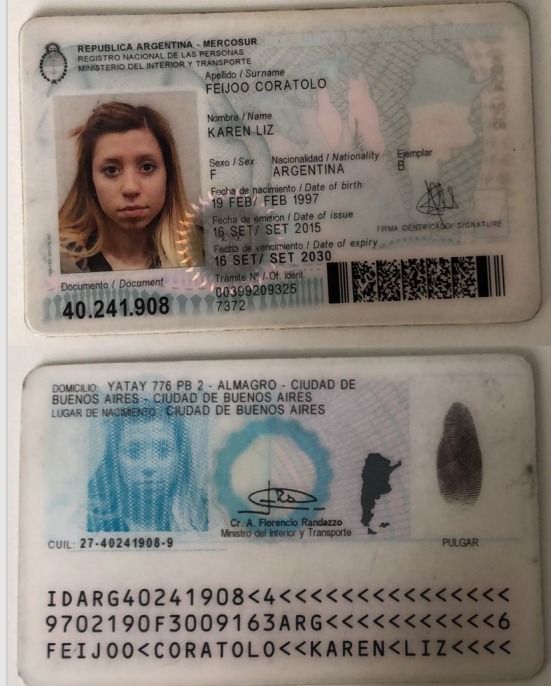 REPUBLICA ARGENTINA - MERCOSUR
REGISTRO NACIONAL DE LAS PERSONAS
MINISTERIO DEL INTERIOR Y TRANSPORTE
Apellido / Surname
FEIJOO CORATOLO
Nombre / Name
KAREN LIZ
Sexo / Sex Nacionalidad / Nationality Ejemplar
F ARGENTINA B
Fecha de nacimiento / Date of birth
19 FEB/ FEB 1997
Fecha de emisión / Date of issue
16 SET/ SET 2015
FIRMA IDENTIFICADO/ SIGNATURE
Fecha de vencimiento / Date of expiry
16 SET/ SET 2030
Documento / Document Trámite Nº / Of. Ident.
40.241.908 00399209325
7372
DOMICILIO: YATAY 776 PB 2 - ALMAGRO - CIUDAD DE
BUENOS AIRES - CIUDAD DE BUENOS AIRES
LUGAR DE NACIMIENTO: CIUDAD DE BUENOS AIRES
Cr. A. Florencio Randazzo
Ministro del Interior y Transporte
CUIL: 27-40241908-9 PULGAR
IDARG40241908<4<<<<<<<<<<<<<<<
9702190F3009163ARG<<<<<<<<<<<6
FEIJOO<CORATOLO<<KAREN<LIZ<<<<